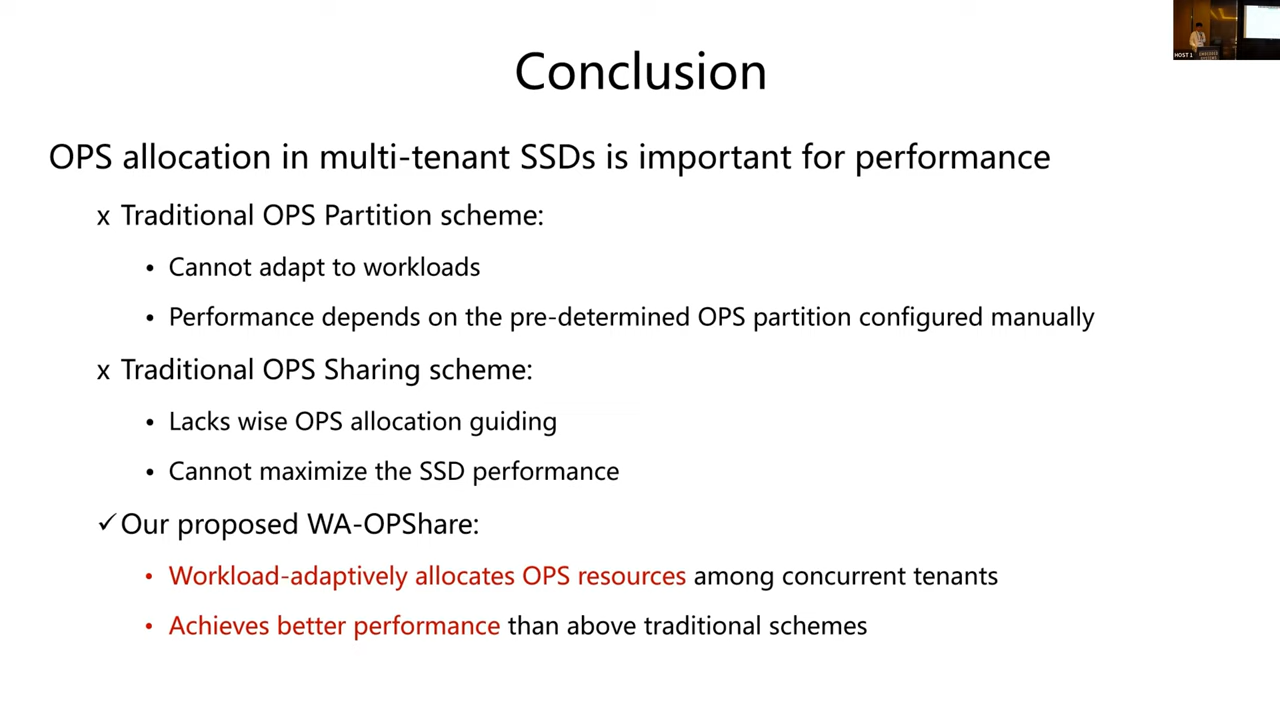 HOST 1
Conclusion
OPS allocation in multi-tenant SSDs is important for performance
x Traditional OPS Partition scheme:
• Cannot adapt to workloads
• Performance depends on the pre-determined OPS partition configured manually
x Traditional OPS Sharing scheme:
• Lacks wise OPS allocation guiding
• Cannot maximize the SSD performance
✓ Our proposed WA-OPShare:
• Workload-adaptively allocates OPS resources among concurrent tenants
• Achieves better performance than above traditional schemes